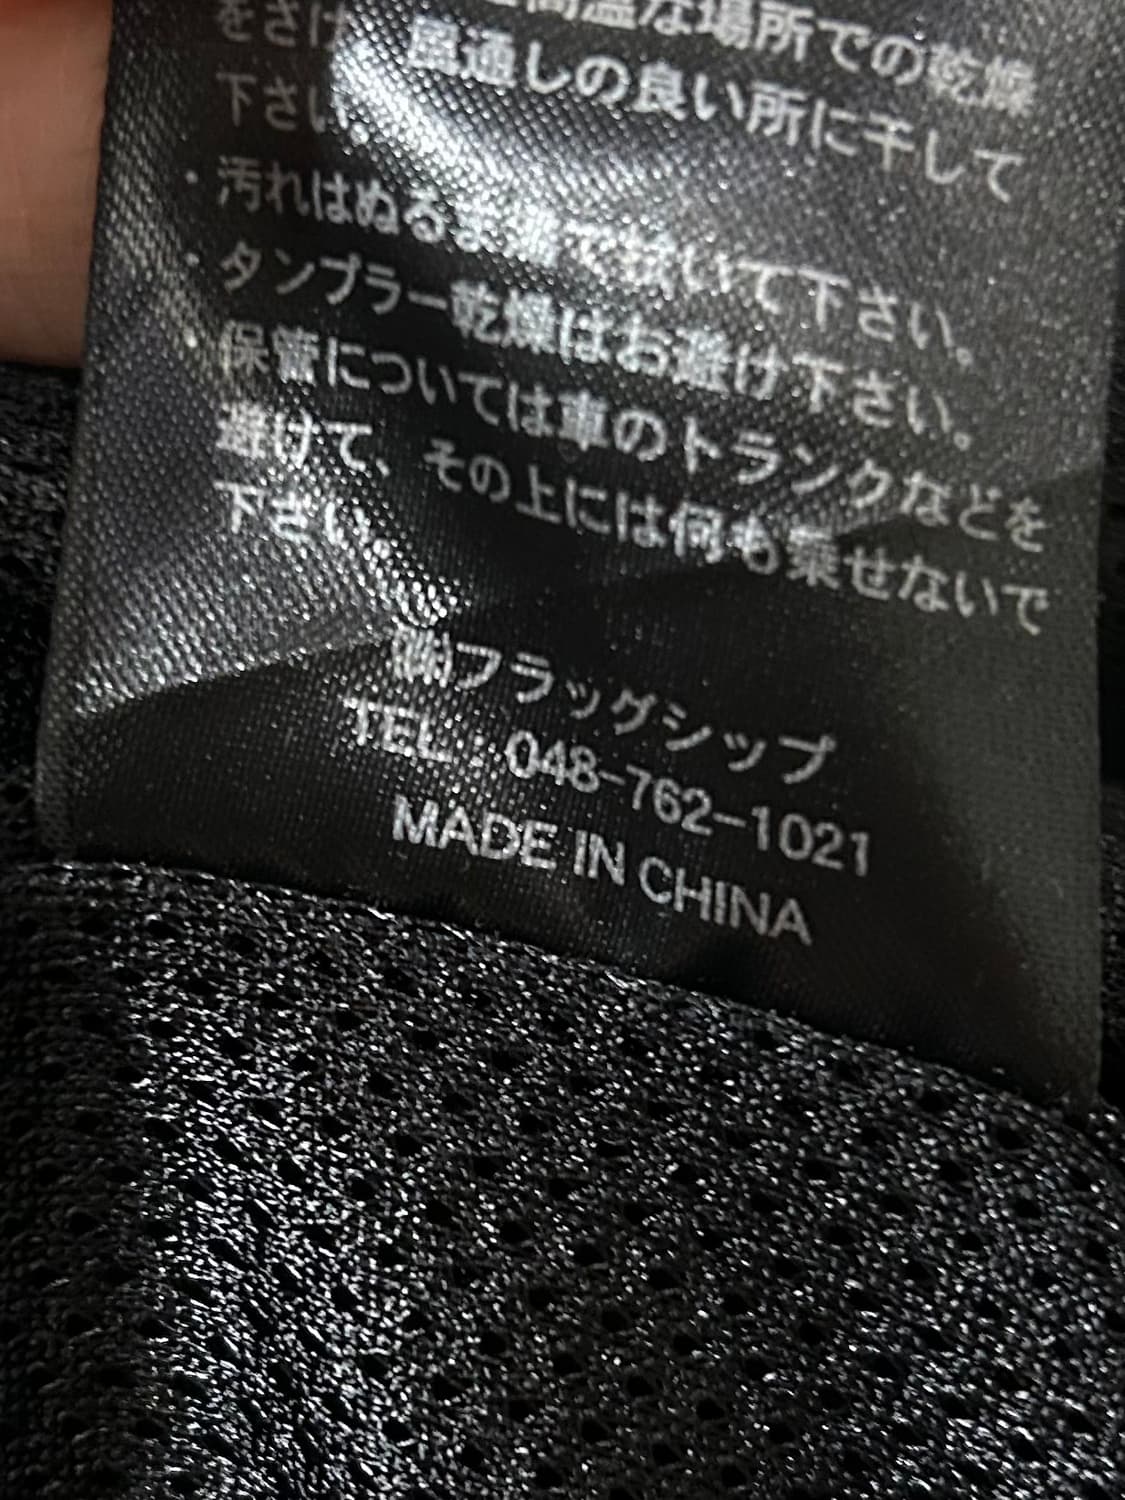 高温な場所での乾燥
をさけ、風通しの良い所に干して
下さい。
・汚れはぬるま湯で拭いて下さい。
・タンブラー乾燥はお避け下さい。
・保管については車のトランクなどを
避けて、その上には何も乗せないで
下さい。
㈱フラッグシップ
TEL：048-762-1021
MADE IN CHINA